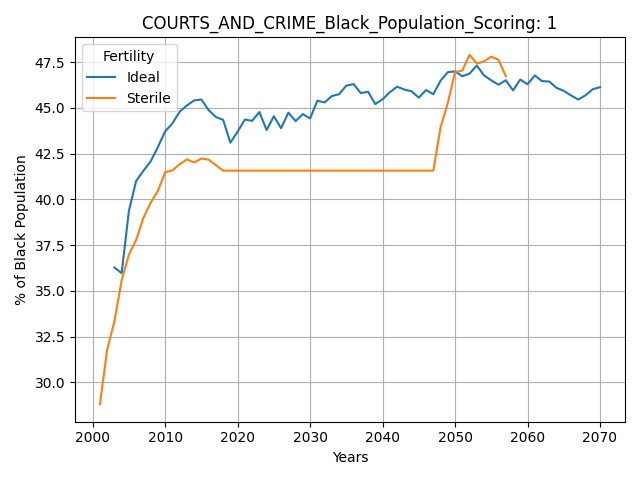 COURTS_AND_CRIME_Black_Population_Scoring: 1
Fertility
Ideal
Sterile
47.5
45.0
42.5
40.0
37.5
35.0
32.5
30.0
% of Black Population
2000 2010 2020 2030 2040 2050 2060 2070
Years